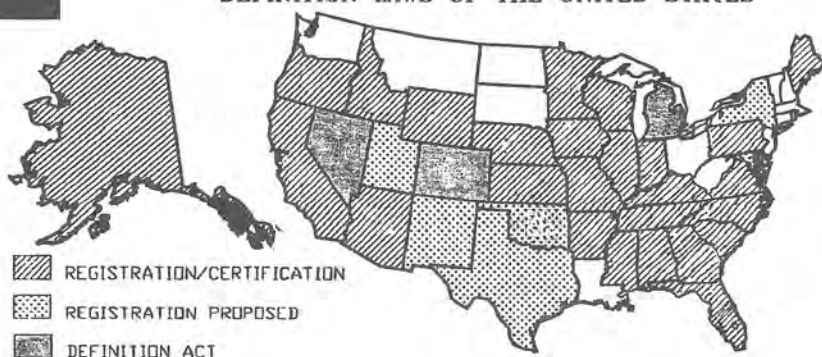 DEFINITION LAWS OF THE UNITED STATES
REGISTRATION/CERTIFICATION
REGISTRATION PROPOSED
DEFINITION ACT